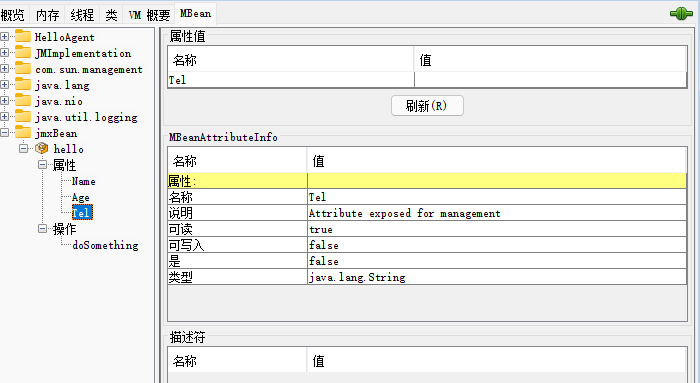 概览 内存 线程 类 VM 概要 MBean
HelloAgent
JMImplementation
com.sun.management
java.lang
java.nio
java.util.logging
jmxBean
hello
属性
Name
Age
Tel
操作
doSomething
属性值
名称 值
Tel
刷新(R)
MBeanAttributeInfo
名称 值
属性:
名称 Tel
说明 Attribute exposed for management
可读 true
可写入 false
是 false
类型 java.lang.String
描述符
名称 值